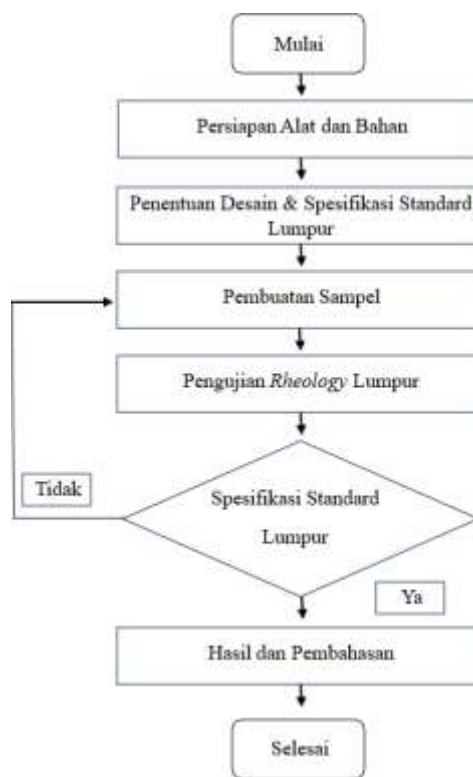 Mulai
Persiapan Alat dan Bahan
Penentuan Desain & Spesifikasi Standard
Lumpur
Pembuatan Sampel
Pengujian Rheology Lumpur
Tidak
Spesifikasi Standard
Lumpur
Ya
Hasil dan Pembahasan
Selesai